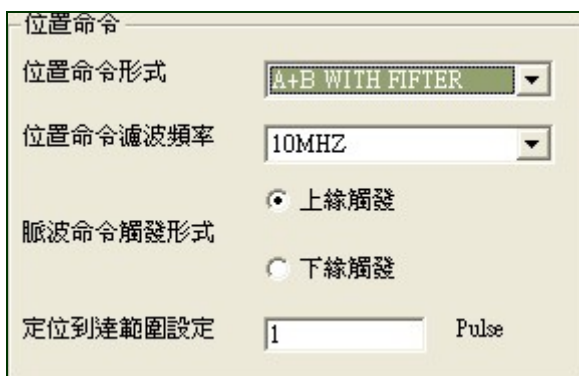 位置命令
位置命令形式 A+B WITH FIFTER
位置命令濾波頻率 10MHZ
上緣觸發
脈波命令觸發形式
下緣觸發
定位到達範圍設定 1 Pulse